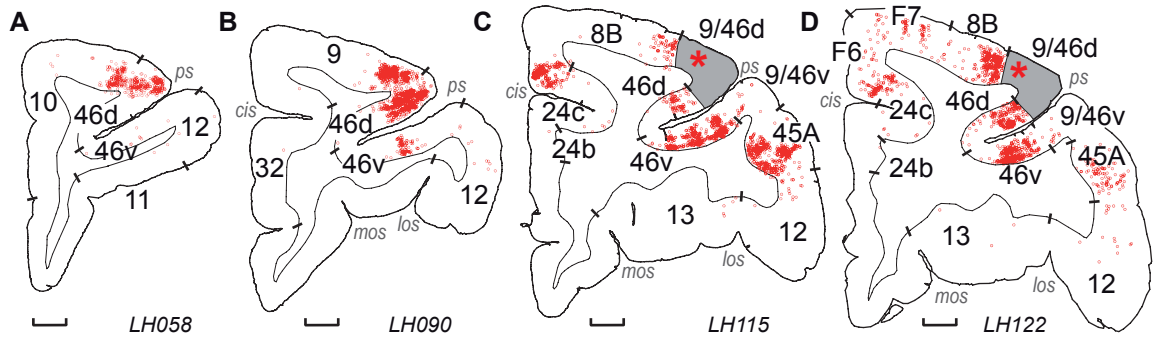 A
10
46d
46v
11
12
ps
LH058
B
9
cis
46d
46v
32
12
ps
mos
los
LH090
C
8B
9/46d
*
ps
9/46v
cis
24c
46d
24b
46v
45A
13
12
mos
los
LH115
D
F7
8B
9/46d
F6
*
ps
cis
24c
46d
9/46v
24b
46v
45A
13
12
mos
los
LH122